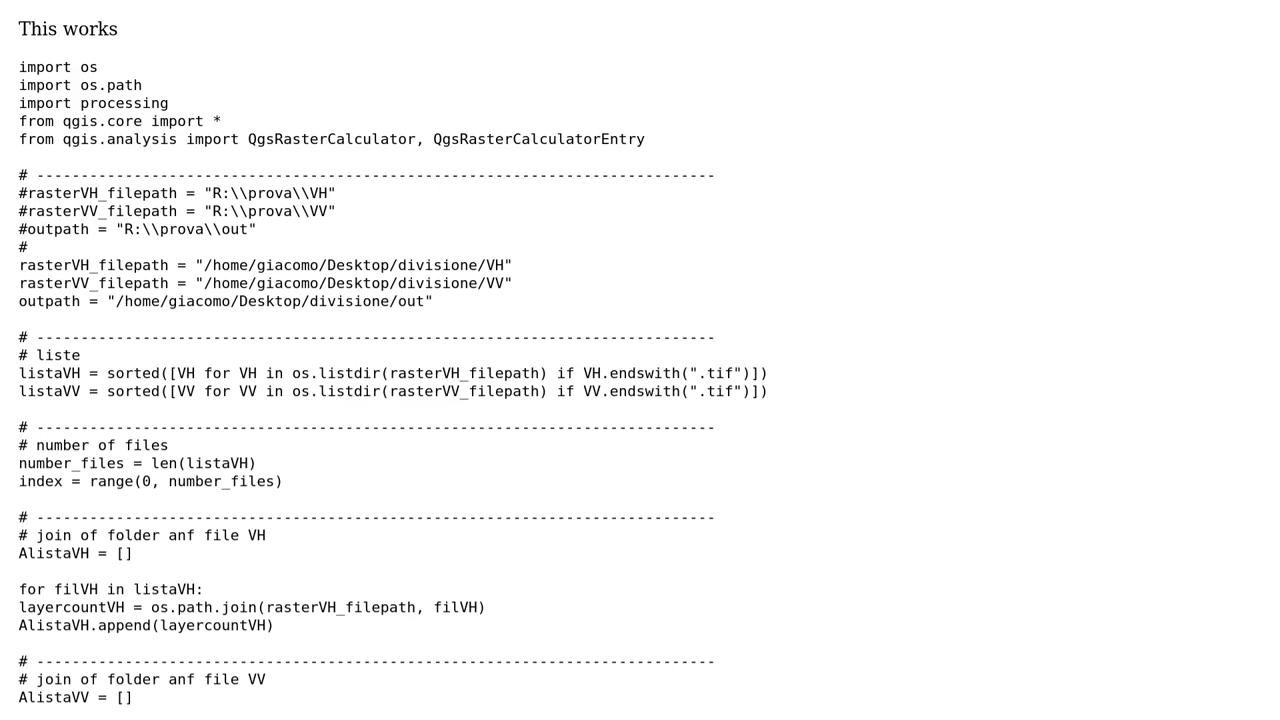 This works
import os
import os.path
import processing
from qgis.core import *
from qgis.analysis import QgsRasterCalculator, QgsRasterCalculatorEntry
# -----------------------------------------------------------------------------
#rasterVH_filepath = "R:\\prova\\VH"
#rasterVV_filepath = "R:\\prova\\VV"
#outpath = "R:\\prova\\out"
#
rasterVH_filepath = "/home/giacomo/Desktop/divisione/VH"
rasterVV_filepath = "/home/giacomo/Desktop/divisione/VV"
outpath = "/home/giacomo/Desktop/divisione/out"
# -----------------------------------------------------------------------------
# liste
listaVH = sorted([VH for VH in os.listdir(rasterVH_filepath) if VH.endswith(".tif")])
listaVV = sorted([VV for VV in os.listdir(rasterVV_filepath) if VV.endswith(".tif")])
# -----------------------------------------------------------------------------
# number of files
number_files = len(listaVH)
index = range(0, number_files)
# -----------------------------------------------------------------------------
# join of folder anf file VH
AlistaVH = []
for filVH in listaVH:
layercountVH = os.path.join(rasterVH_filepath, filVH)
AlistaVH.append(layercountVH)
# -----------------------------------------------------------------------------
# join of folder anf file VV
AlistaVV = []